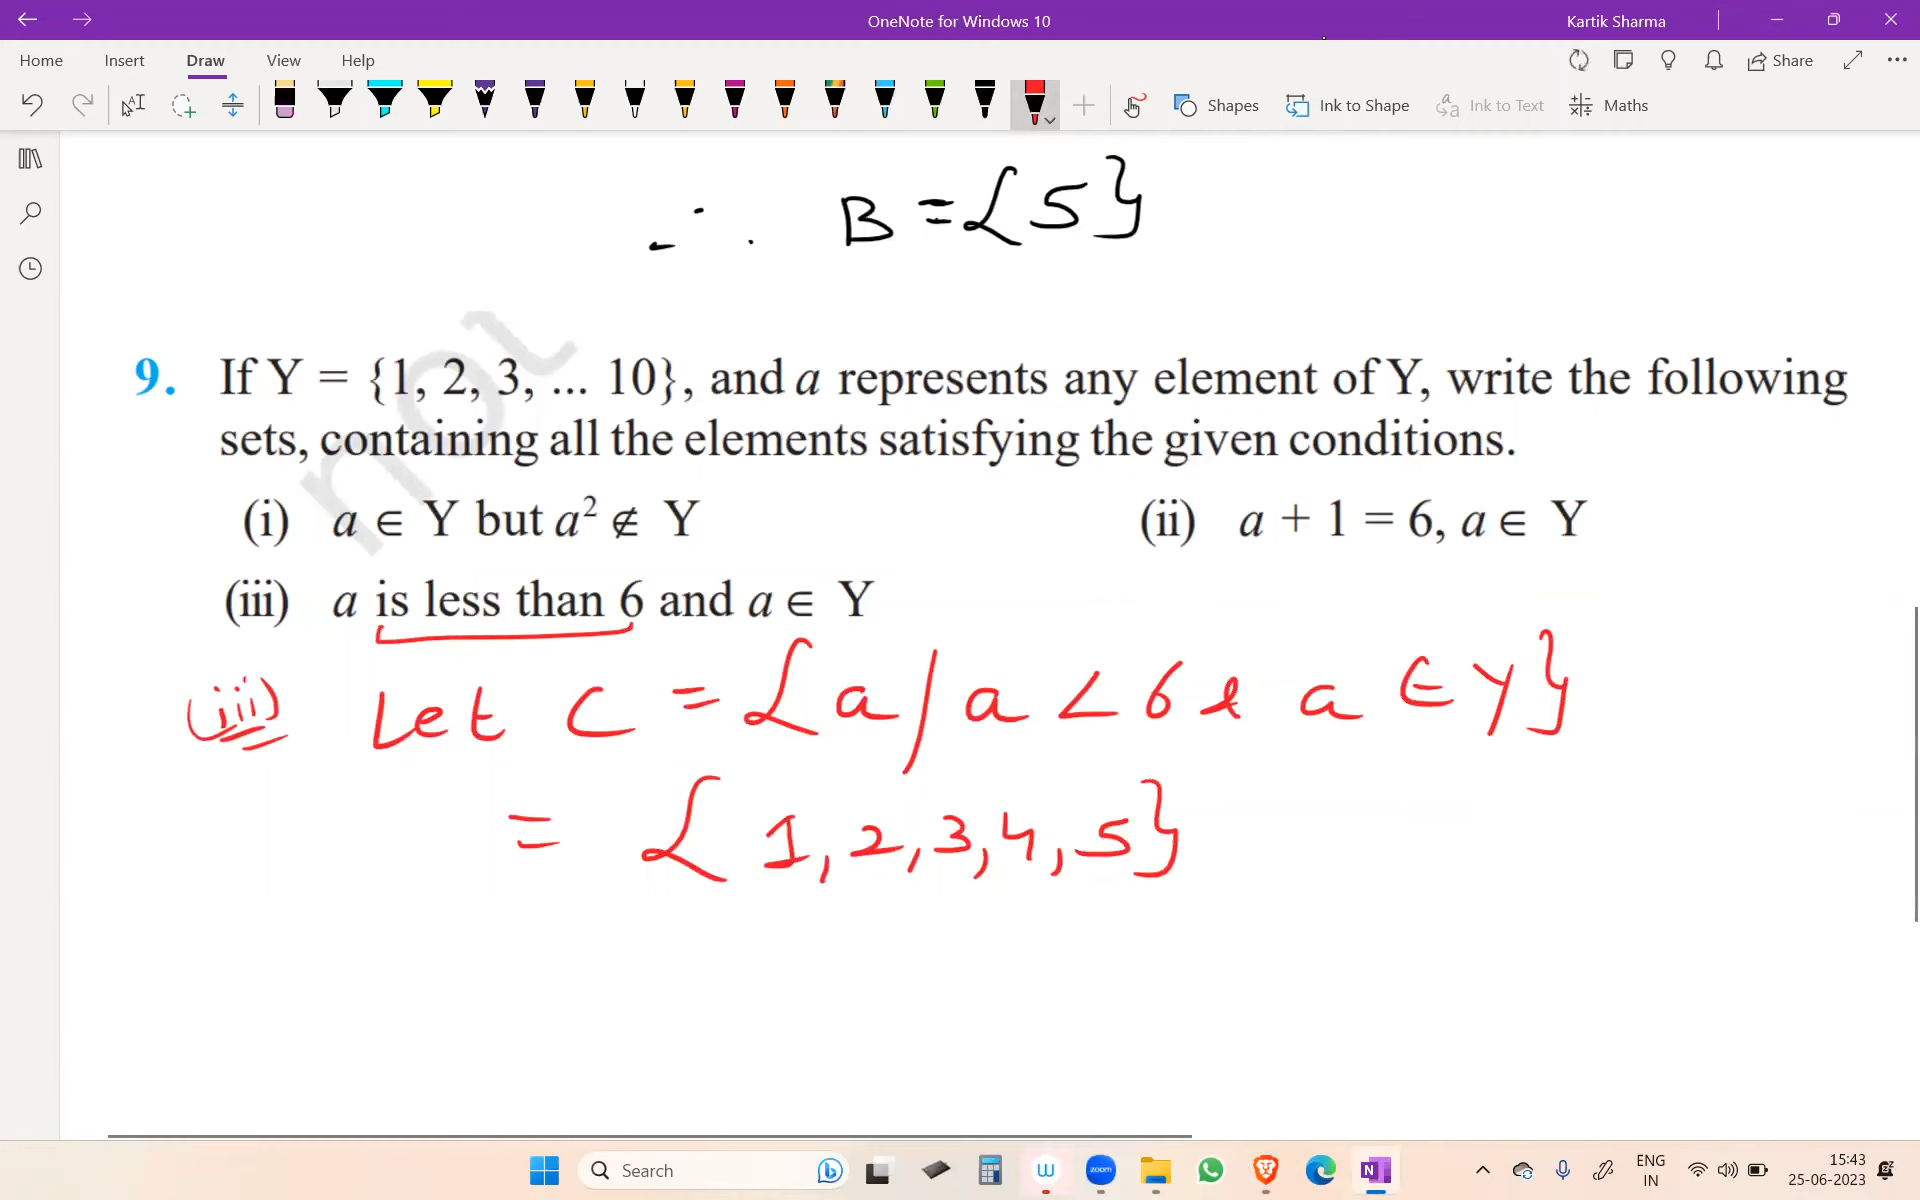 OneNote for Windows 10
Kartik Sharma
Home Insert Draw View Help
Share
Shapes Ink to Shape Ink to Text Maths
∴ B = {5}
not
9. If Y = {1, 2, 3, ... 10}, and a represents any element of Y, write the following
sets, containing all the elements satisfying the given conditions.
(i) a ∈ Y but a² ∉ Y (ii) a + 1 = 6, a ∈ Y
(iii) a is less than 6 and a ∈ Y
(iii) Let C = {a / a < 6 & a ∈ Y}
= {1, 2, 3, 4, 5}
Search
zoom
ENG
IN
15:43
25-06-2023